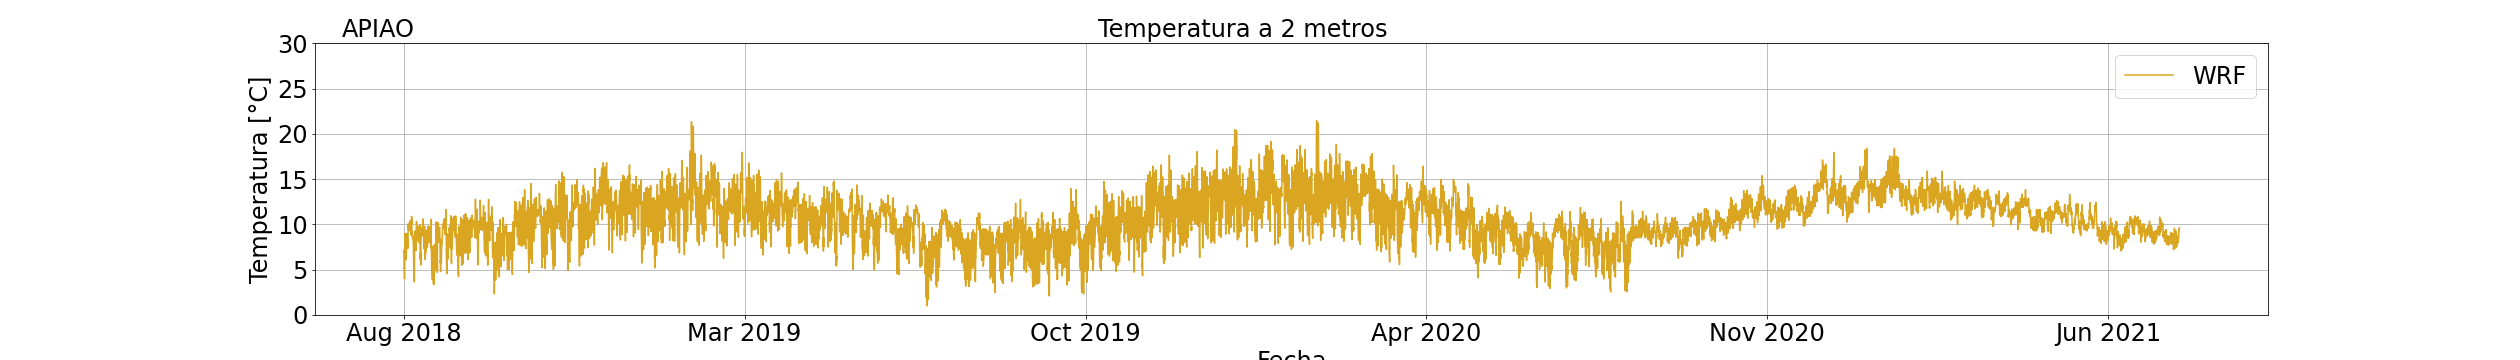 APIAO
Temperatura a 2 metros
Temperatura [°C]
30
25
20
15
10
5
0
WRF
Aug 2018
Mar 2019
Oct 2019
Apr 2020
Nov 2020
Jun 2021
Fecha